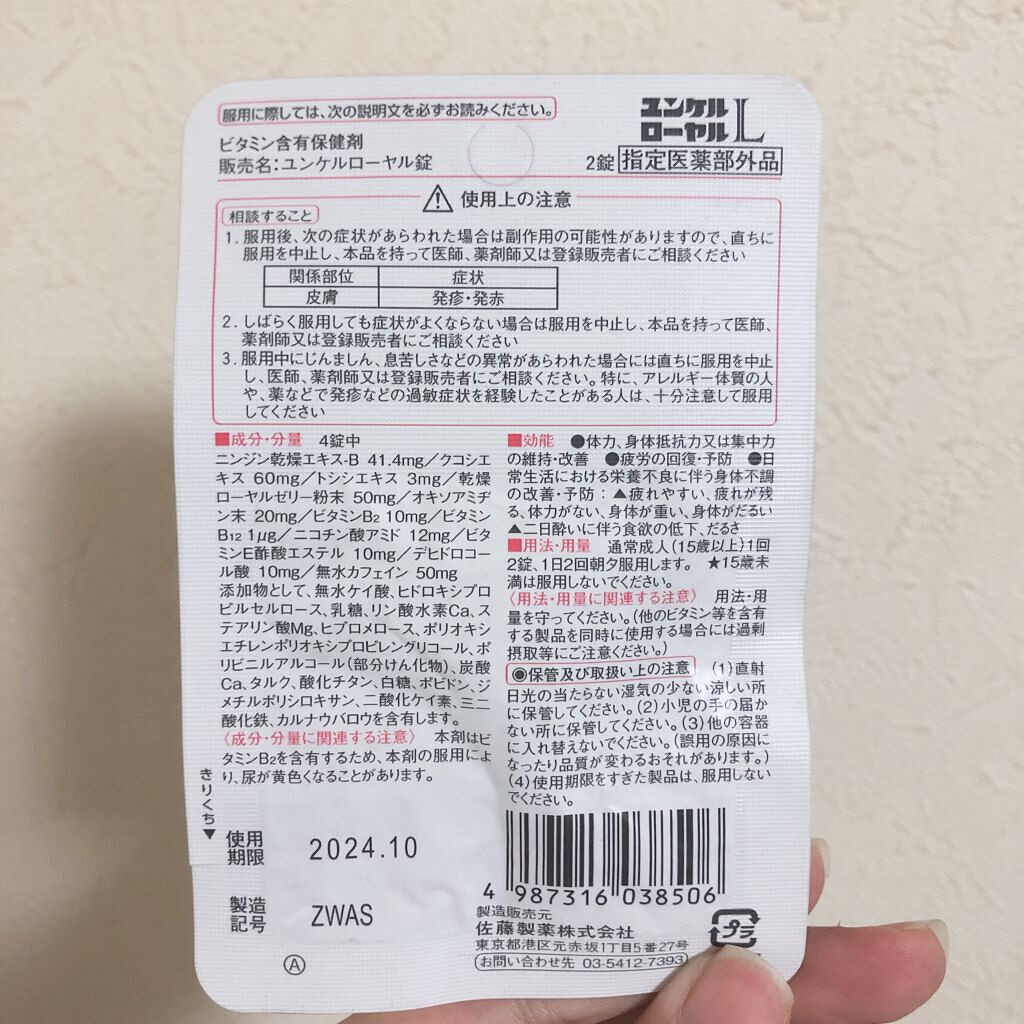 服用に際しては、次の説明文を必ずお読みください。
ユンケル
ローヤルL
ビタミン含有保健剤
販売名：ユンケルローヤル錠
2錠 指定医薬部外品
使用上の注意
相談すること
1. 服用後、次の症状があらわれた場合は副作用の可能性がありますので、直ちに
服用を中止し、本品を持って医師、薬剤師又は登録販売者にご相談ください
関係部位 症状
皮膚 発疹・発赤
2. しばらく服用しても症状がよくならない場合は服用を中止し、本品を持って医師、
薬剤師又は登録販売者にご相談ください
3. 服用中にじんましん、息苦しさなどの異常があらわれた場合には直ちに服用を中止
し、医師、薬剤師又は登録販売者にご相談ください。特に、アレルギー体質の人
や、薬などで発疹などの過敏症状を経験したことがある人は、十分注意して服用
してください
■成分・分量 4錠中
ニンジン乾燥エキス-B 41.4mg／クコシエ
キス 60mg／トシシエキス 3mg／乾燥
ローヤルゼリー粉末 50mg／オキソアミヂ
ン末 20mg／ビタミンB2 10mg／ビタミン
B12 1μg／ニコチン酸アミド 12mg／ビタ
ミンE酢酸エステル 10mg／デヒドロコー
ル酸 10mg／無水カフェイン 50mg
添加物として、無水ケイ酸、ヒドロキシプロ
ピルセルロース、乳糖、リン酸水素Ca、ス
テアリン酸Mg、ヒプロメロース、ポリオキシ
エチレンポリオキシプロピレングリコール、ポ
リビニルアルコール（部分けん化物）、炭酸
Ca、タルク、酸化チタン、白糖、ポビドン、ジ
メチルポリシロキサン、二酸化ケイ素、三二
酸化鉄、カルナウバロウを含有します。
〈成分・分量に関連する注意〉 本剤はビ
タミンB2を含有するため、本剤の服用によ
り、尿が黄色くなることがあります。
■効能 ●体力、身体抵抗力又は集中力
の維持・改善 ●疲労の回復・予防 ●日
常生活における栄養不良に伴う身体不調
の改善・予防：▲疲れやすい、疲れが残
る、体力がない、身体が重い、身体がだるい
▲二日酔いに伴う食欲の低下、だるさ
■用法・用量 通常成人（15歳以上）1回
2錠、1日2回朝夕服用します。 ★15歳未
満は服用しないでください。
〈用法・用量に関連する注意〉 用法・用
量を守ってください。（他のビタミン等を含有
する製品を同時に使用する場合には過剰
摂取等にご注意ください。）
◉保管及び取扱い上の注意 （1）直射
日光の当たらない湿気の少ない涼しい所
に保管してください。（2）小児の手の届か
ない所に保管してください。（3）他の容器
に入れ替えないでください。（誤用の原因に
なったり品質が変わるおそれがあります。）
（4）使用期限をすぎた製品は、服用しない
でください。
きりくち▼
使用
期限 2024.10
製造
記号 ZWAS
Ⓐ
4 987316 038506
製造販売元
佐藤製薬株式会社
東京都港区元赤坂1丁目5番27号
お問い合わせ先 03-5412-7393
プラ